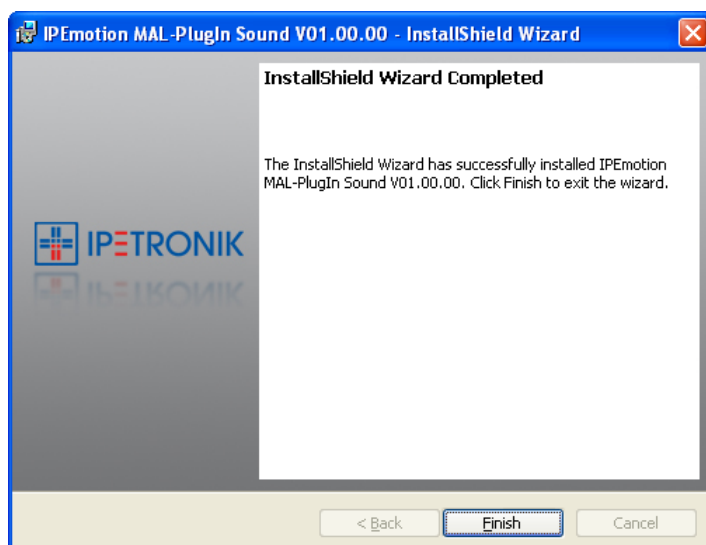 IPEmotion MAL-PlugIn Sound V01.00.00 - InstallShield Wizard
InstallShield Wizard Completed
The InstallShield Wizard has successfully installed IPEmotion
MAL-PlugIn Sound V01.00.00. Click Finish to exit the wizard.
IPETRONIK
< Back
Finish
Cancel